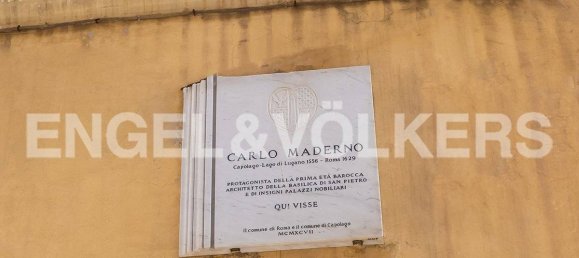 ENGEL & VÖLKERS
CARLO MADERNO
Capolago - Lago di Lugano 1556 - Roma 1629
PROTAGONISTA DELLA PRIMA ETÀ BAROCCA
ARCHITETTO DELLA BASILICA DI SAN PIETRO
E DI INSIGNI PALAZZI NOBILIARI
QUI VISSE
Il comune di Roma e il comune di Capolago
MCMXCVII